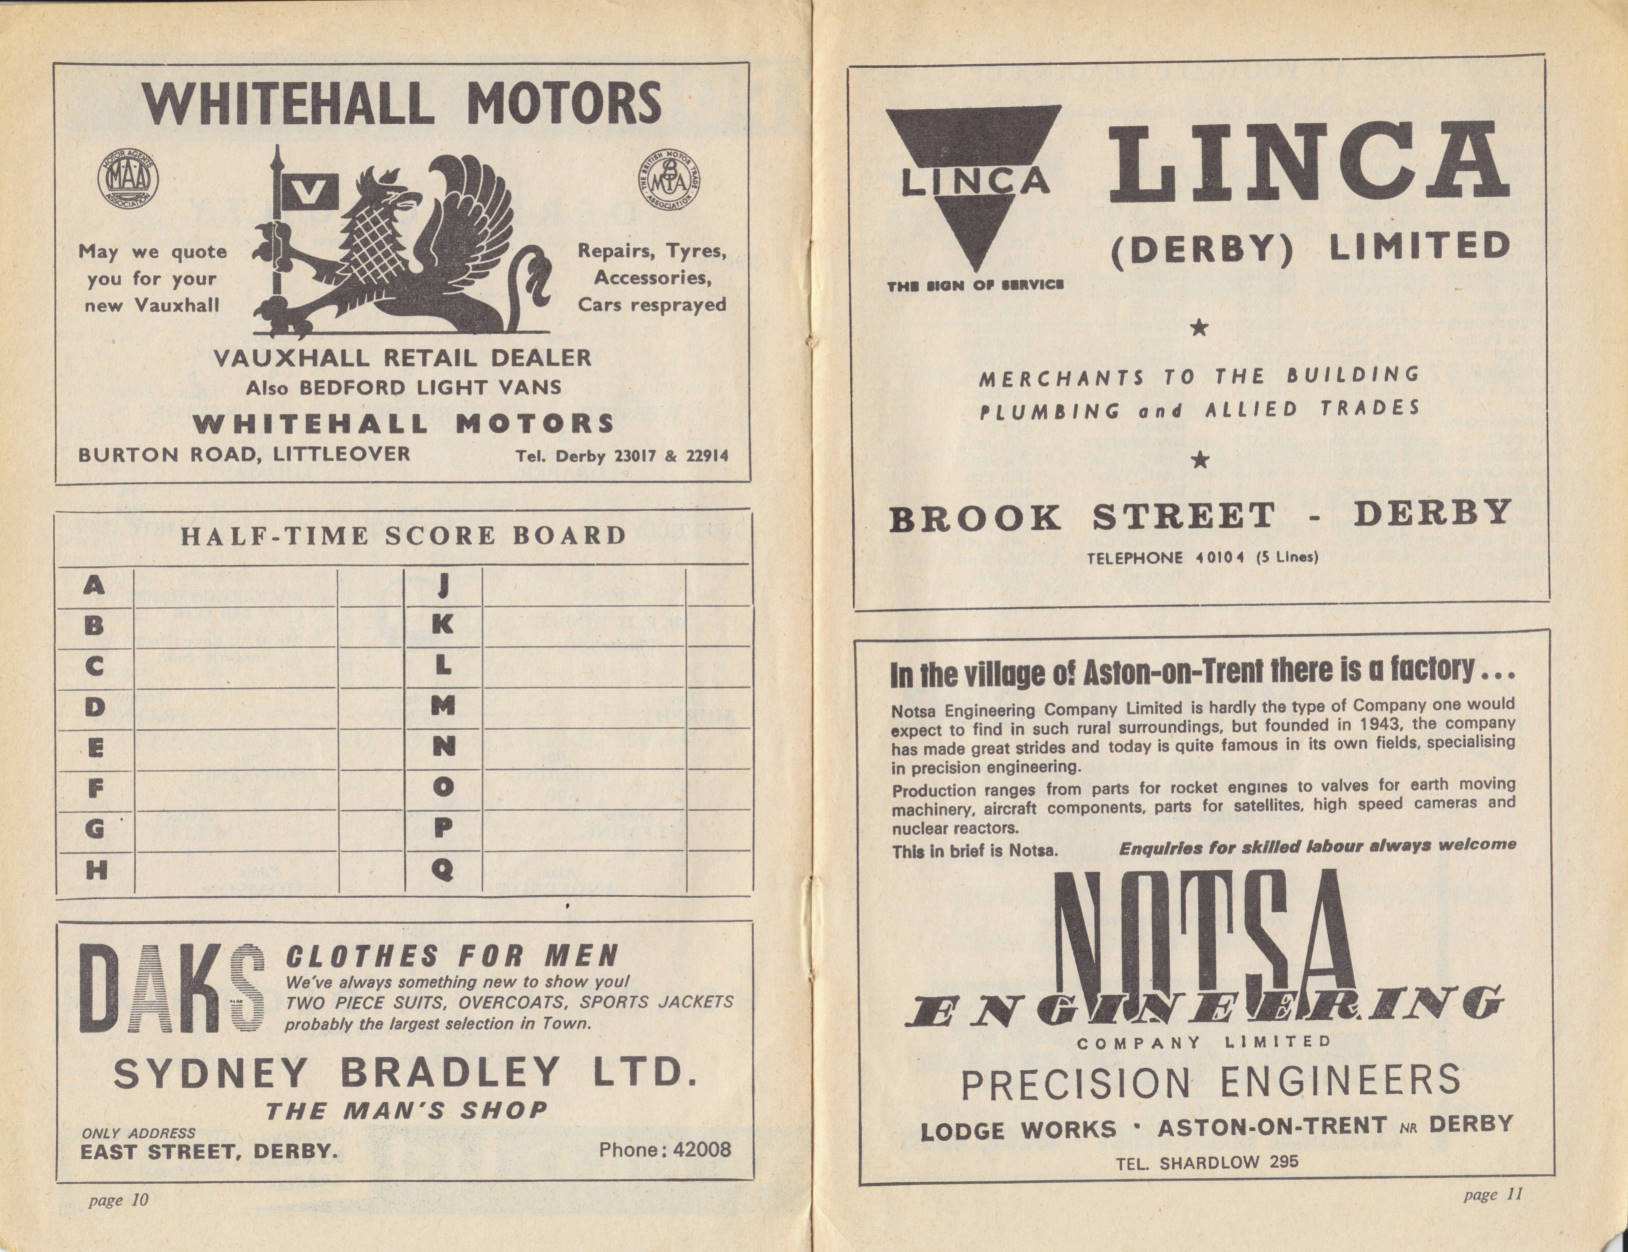 WHITEHALL MOTORS
MOTOR AGENTS
MAA
ASSOCIATION
V
THE BRITISH MOTOR TRADE
BMTA
ASSOCIATION
May we quote
you for your
new Vauxhall
Repairs, Tyres,
Accessories,
Cars resprayed
VAUXHALL RETAIL DEALER
Also BEDFORD LIGHT VANS
WHITEHALL MOTORS
BURTON ROAD, LITTLEOVER Tel. Derby 23017 & 22914
HALF-TIME SCORE BOARD
A J
B K
C L
D M
E N
F O
G P
H Q
DAKS
CLOTHES FOR MEN
We've always something new to show you!
TWO PIECE SUITS, OVERCOATS, SPORTS JACKETS
probably the largest selection in Town.
SYDNEY BRADLEY LTD.
THE MAN'S SHOP
ONLY ADDRESS
EAST STREET, DERBY. Phone: 42008
page 10
LINCA
THE SIGN OF SERVICE
LINCA
(DERBY) LIMITED
★
MERCHANTS TO THE BUILDING
PLUMBING and ALLIED TRADES
★
BROOK STREET - DERBY
TELEPHONE 40104 (5 Lines)
In the village of Aston-on-Trent there is a factory...
Notsa Engineering Company Limited is hardly the type of Company one would
expect to find in such rural surroundings, but founded in 1943, the company
has made great strides and today is quite famous in its own fields, specialising
in precision engineering.
Production ranges from parts for rocket engines to valves for earth moving
machinery, aircraft components, parts for satellites, high speed cameras and
nuclear reactors.
This in brief is Notsa. Enquiries for skilled labour always welcome
NOTSA
ENGINEERING
COMPANY LIMITED
PRECISION ENGINEERS
LODGE WORKS · ASTON-ON-TRENT NR DERBY
TEL. SHARDLOW 295
page 11